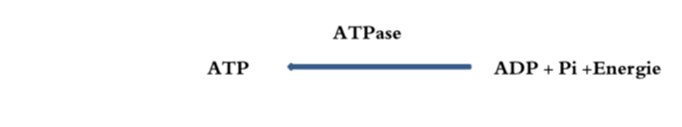 ATPase
ATP ADP + Pi +Energie